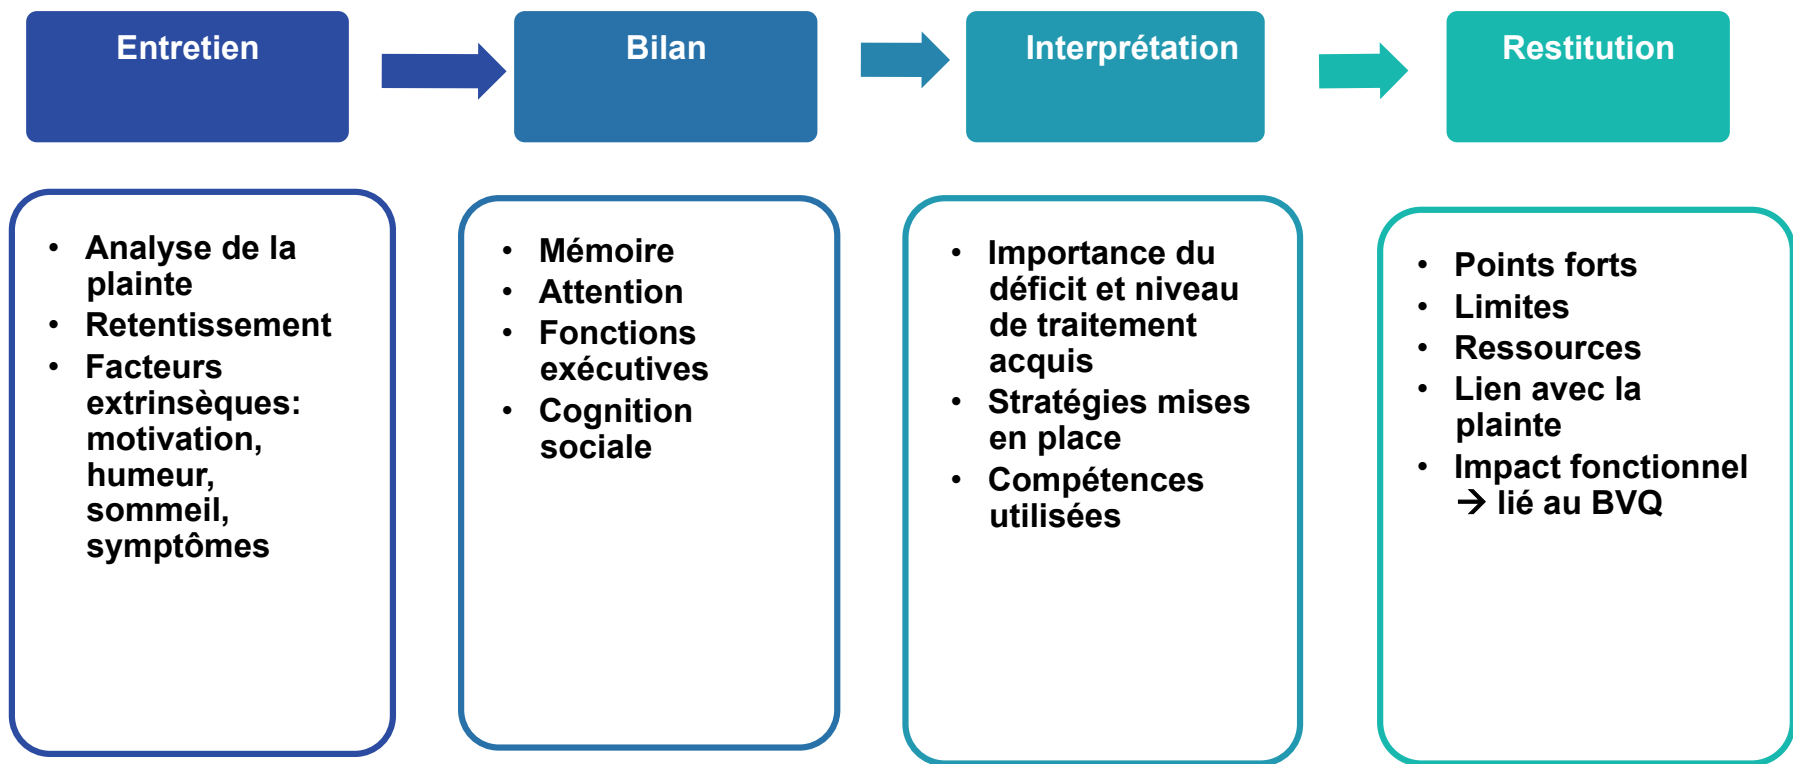 Entretien
Bilan
Interprétation
Restitution
• Analyse de la
plainte
• Retentissement
• Facteurs
extrinsèques:
motivation,
humeur,
sommeil,
symptômes
• Mémoire
• Attention
• Fonctions
exécutives
• Cognition
sociale
• Importance du
déficit et niveau
de traitement
acquis
• Stratégies mises
en place
• Compétences
utilisées
• Points forts
• Limites
• Ressources
• Lien avec la
plainte
• Impact fonctionnel
→ lié au BVQ